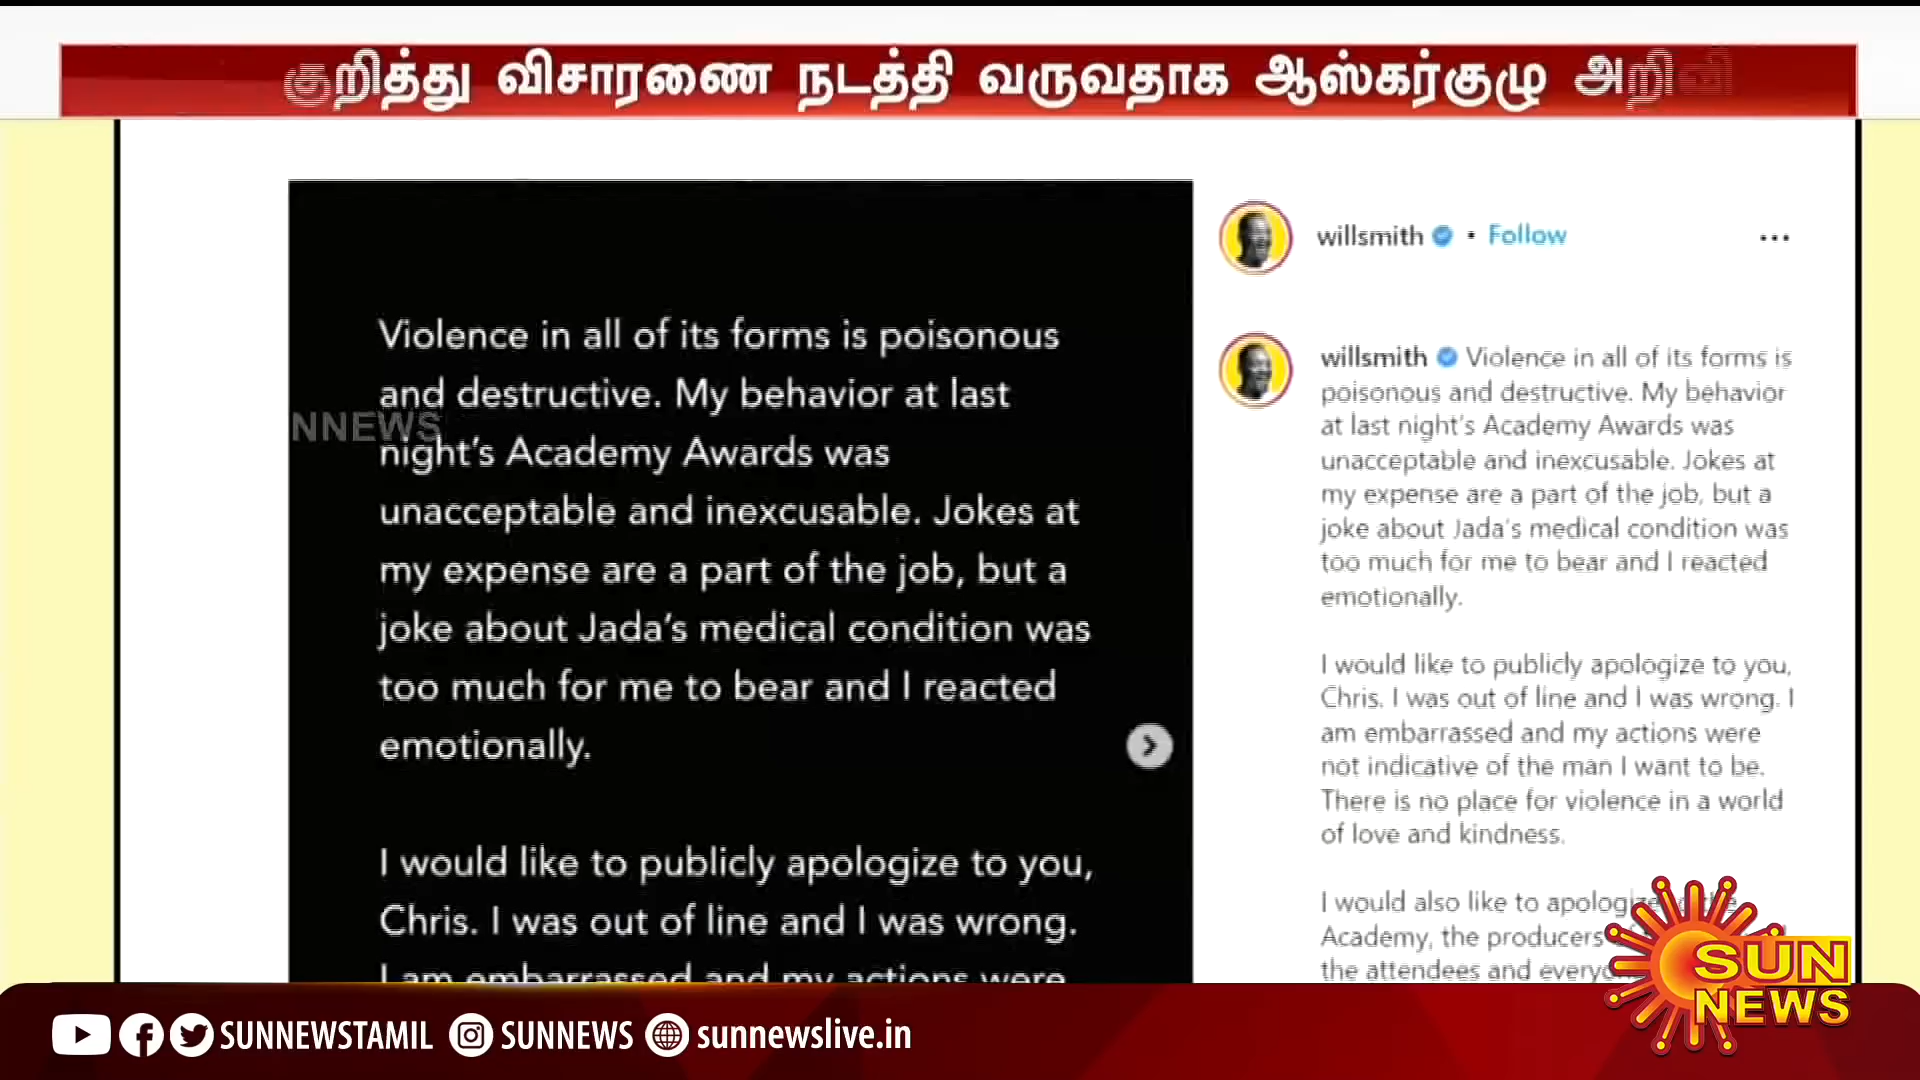 குறித்து விசாரணை நடத்தி வருவதாக ஆஸ்கர்குழு
Violence in all of its forms is poisonous
and destructive. My behavior at last
NNEWS
night's Academy Awards was
unacceptable and inexcusable. Jokes at
my expense are a part of the job, but a
joke about Jada's medical condition was
too much for me to bear and I reacted
emotionally.
I would like to publicly apologize to you,
Chris. I was out of line and I was wrong.
I am embarrassed and my actions were
willsmith • Follow
willsmith Violence in all of its forms is
poisonous and destructive. My behavior
at last night's Academy Awards was
unacceptable and inexcusable. Jokes at
my expense are a part of the job, but a
joke about Jada's medical condition was
too much for me to bear and I reacted
emotionally.
I would like to publicly apologize to you,
Chris. I was out of line and I was wrong. I
am embarrassed and my actions were
not indicative of the man I want to be.
There is no place for violence in a world
of love and kindness.
I would also like to apologize the
Academy, the producers
the attendees and
SUN
NEWS
SUNNEWSTAMIL SUNNEWS sunnewslive.in